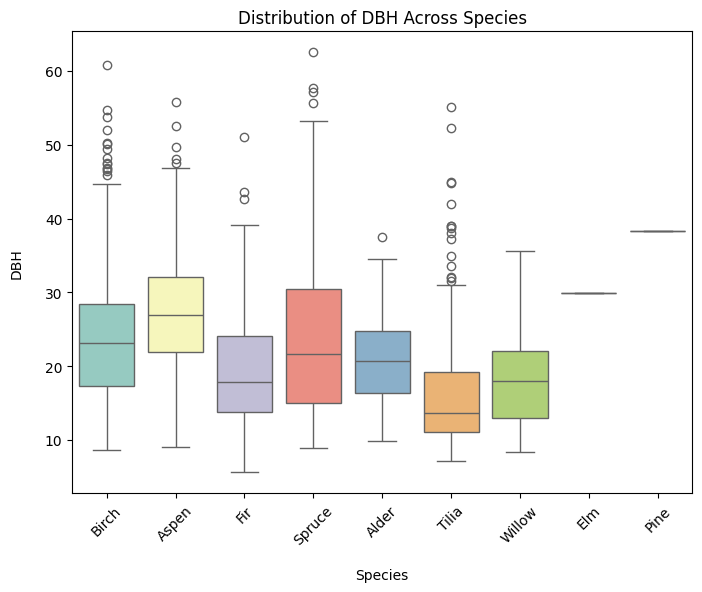 Distribution of DBH Across Species
DBH
60
50
40
30
20
10
Birch
Aspen
Fir
Spruce
Alder
Tilia
Willow
Elm
Pine
Species